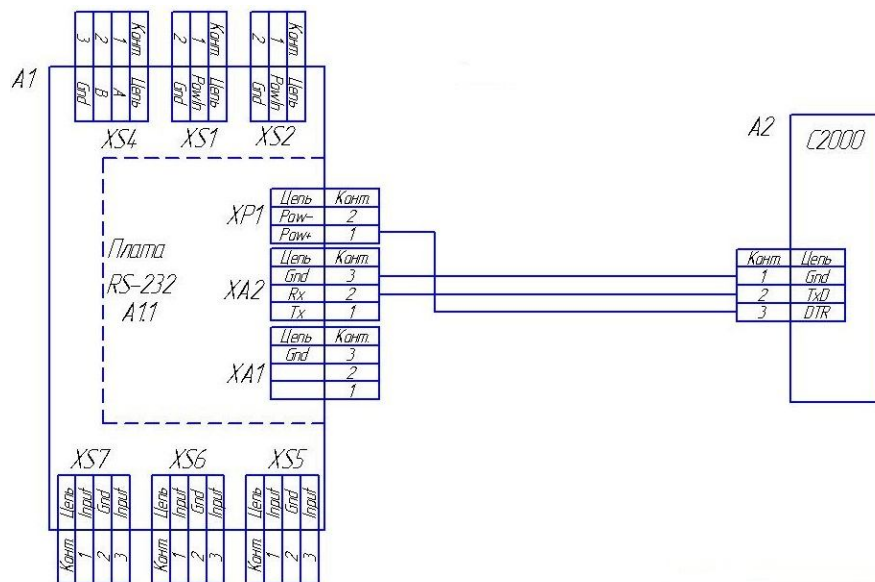 A1
Конт. Цепь
1 A
2 B
3 Gnd
XS4
Конт. Цепь
1 PowIn
2 Gnd
XS1
Конт. Цепь
1 PowIn
2 Gnd
XS2
A2
C2000
Плата
RS-232
A1.1
XP1
Цепь Конт.
Pow- 2
Pow+ 1
XA2
Цепь Конт.
Gnd 3
Rx 2
Tx 1
XA1
Цепь Конт.
Gnd 3
2
1
Конт. Цепь
1 Gnd
2 TxD
3 DTR
XS7
Конт. Цепь
1 Input
2 Gnd
3 Input
XS6
Конт. Цепь
1 Input
2 Gnd
3 Input
XS5
Конт. Цепь
1 Input
2 Gnd
3 Input